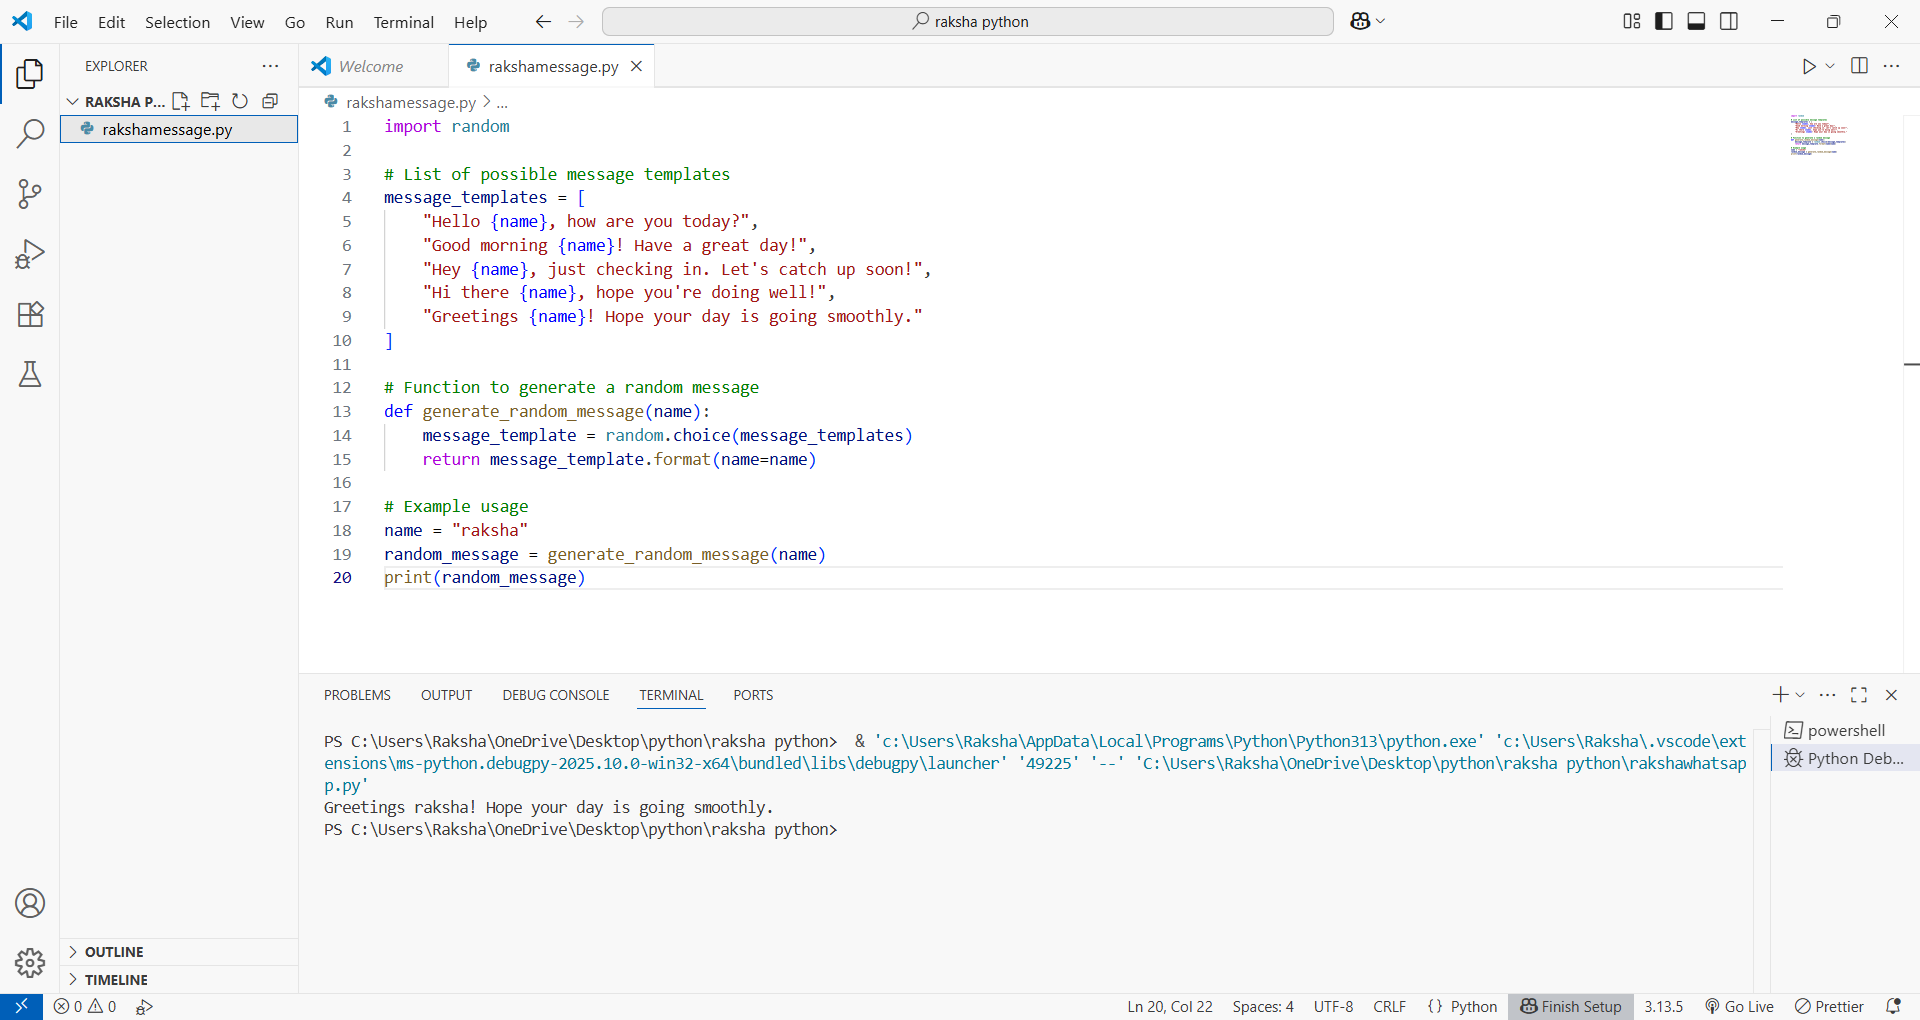 File Edit Selection View Go Run Terminal Help
raksha python
EXPLORER
RAKSHA P...
rakshamessage.py
OUTLINE
TIMELINE
Welcome
rakshamessage.py
rakshamessage.py > ...
1 import random
2
3 # List of possible message templates
4 message_templates = [
5 "Hello {name}, how are you today?",
6 "Good morning {name}! Have a great day!",
7 "Hey {name}, just checking in. Let's catch up soon!",
8 "Hi there {name}, hope you're doing well!",
9 "Greetings {name}! Hope your day is going smoothly."
10 ]
11
12 # Function to generate a random message
13 def generate_random_message(name):
14 message_template = random.choice(message_templates)
15 return message_template.format(name=name)
16
17 # Example usage
18 name = "raksha"
19 random_message = generate_random_message(name)
20 print(random_message)
PROBLEMS OUTPUT DEBUG CONSOLE TERMINAL PORTS
PS C:\Users\Raksha\OneDrive\Desktop\python\raksha python> & 'c:\Users\Raksha\AppData\Local\Programs\Python\Python313\python.exe' 'c:\Users\Raksha\.vscode\ext
ensions\ms-python.debugpy-2025.10.0-win32-x64\bundled\libs\debugpy\launcher' '49225' '--' 'C:\Users\Raksha\OneDrive\Desktop\python\raksha python\rakshawhatsap
p.py'
Greetings raksha! Hope your day is going smoothly.
PS C:\Users\Raksha\OneDrive\Desktop\python\raksha python>
powershell
Python Deb...
0 0
Ln 20, Col 22 Spaces: 4 UTF-8 CRLF {} Python Finish Setup 3.13.5 Go Live Prettier